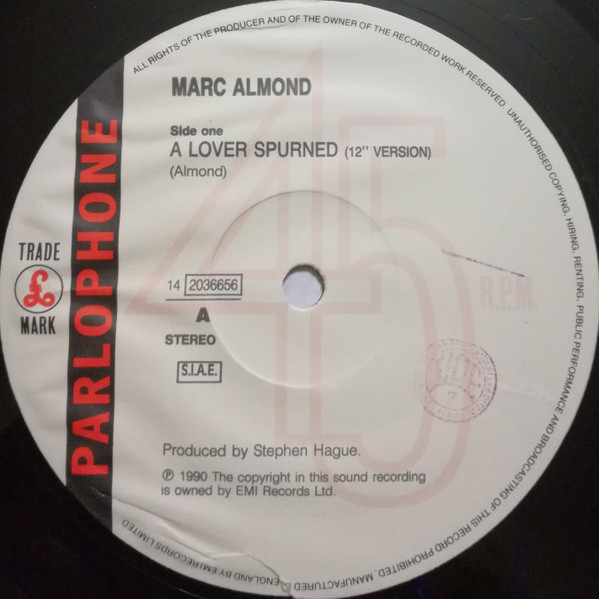 ALL RIGHTS OF THE PRODUCER AND OF THE OWNER OF THE RECORDED WORK RESERVED. UNAUTHORISED COPYING, HIRING, RENTING, PUBLIC PERFORMANCE AND BROADCASTING OF THIS RECORD PROHIBITED. MANUFACTURED
ENGLAND BY EMI RECORDS LIMITED
PARLOPHONE
TRADE
£
MARK
MARC ALMOND
Side one
A LOVER SPURNED (12" VERSION)
(Almond)
45
R.P.M.
14 2036656
A
STEREO
S.I.A.E.
Produced by Stephen Hague.
℗ 1990 The copyright in this sound recording
is owned by EMI Records Ltd.